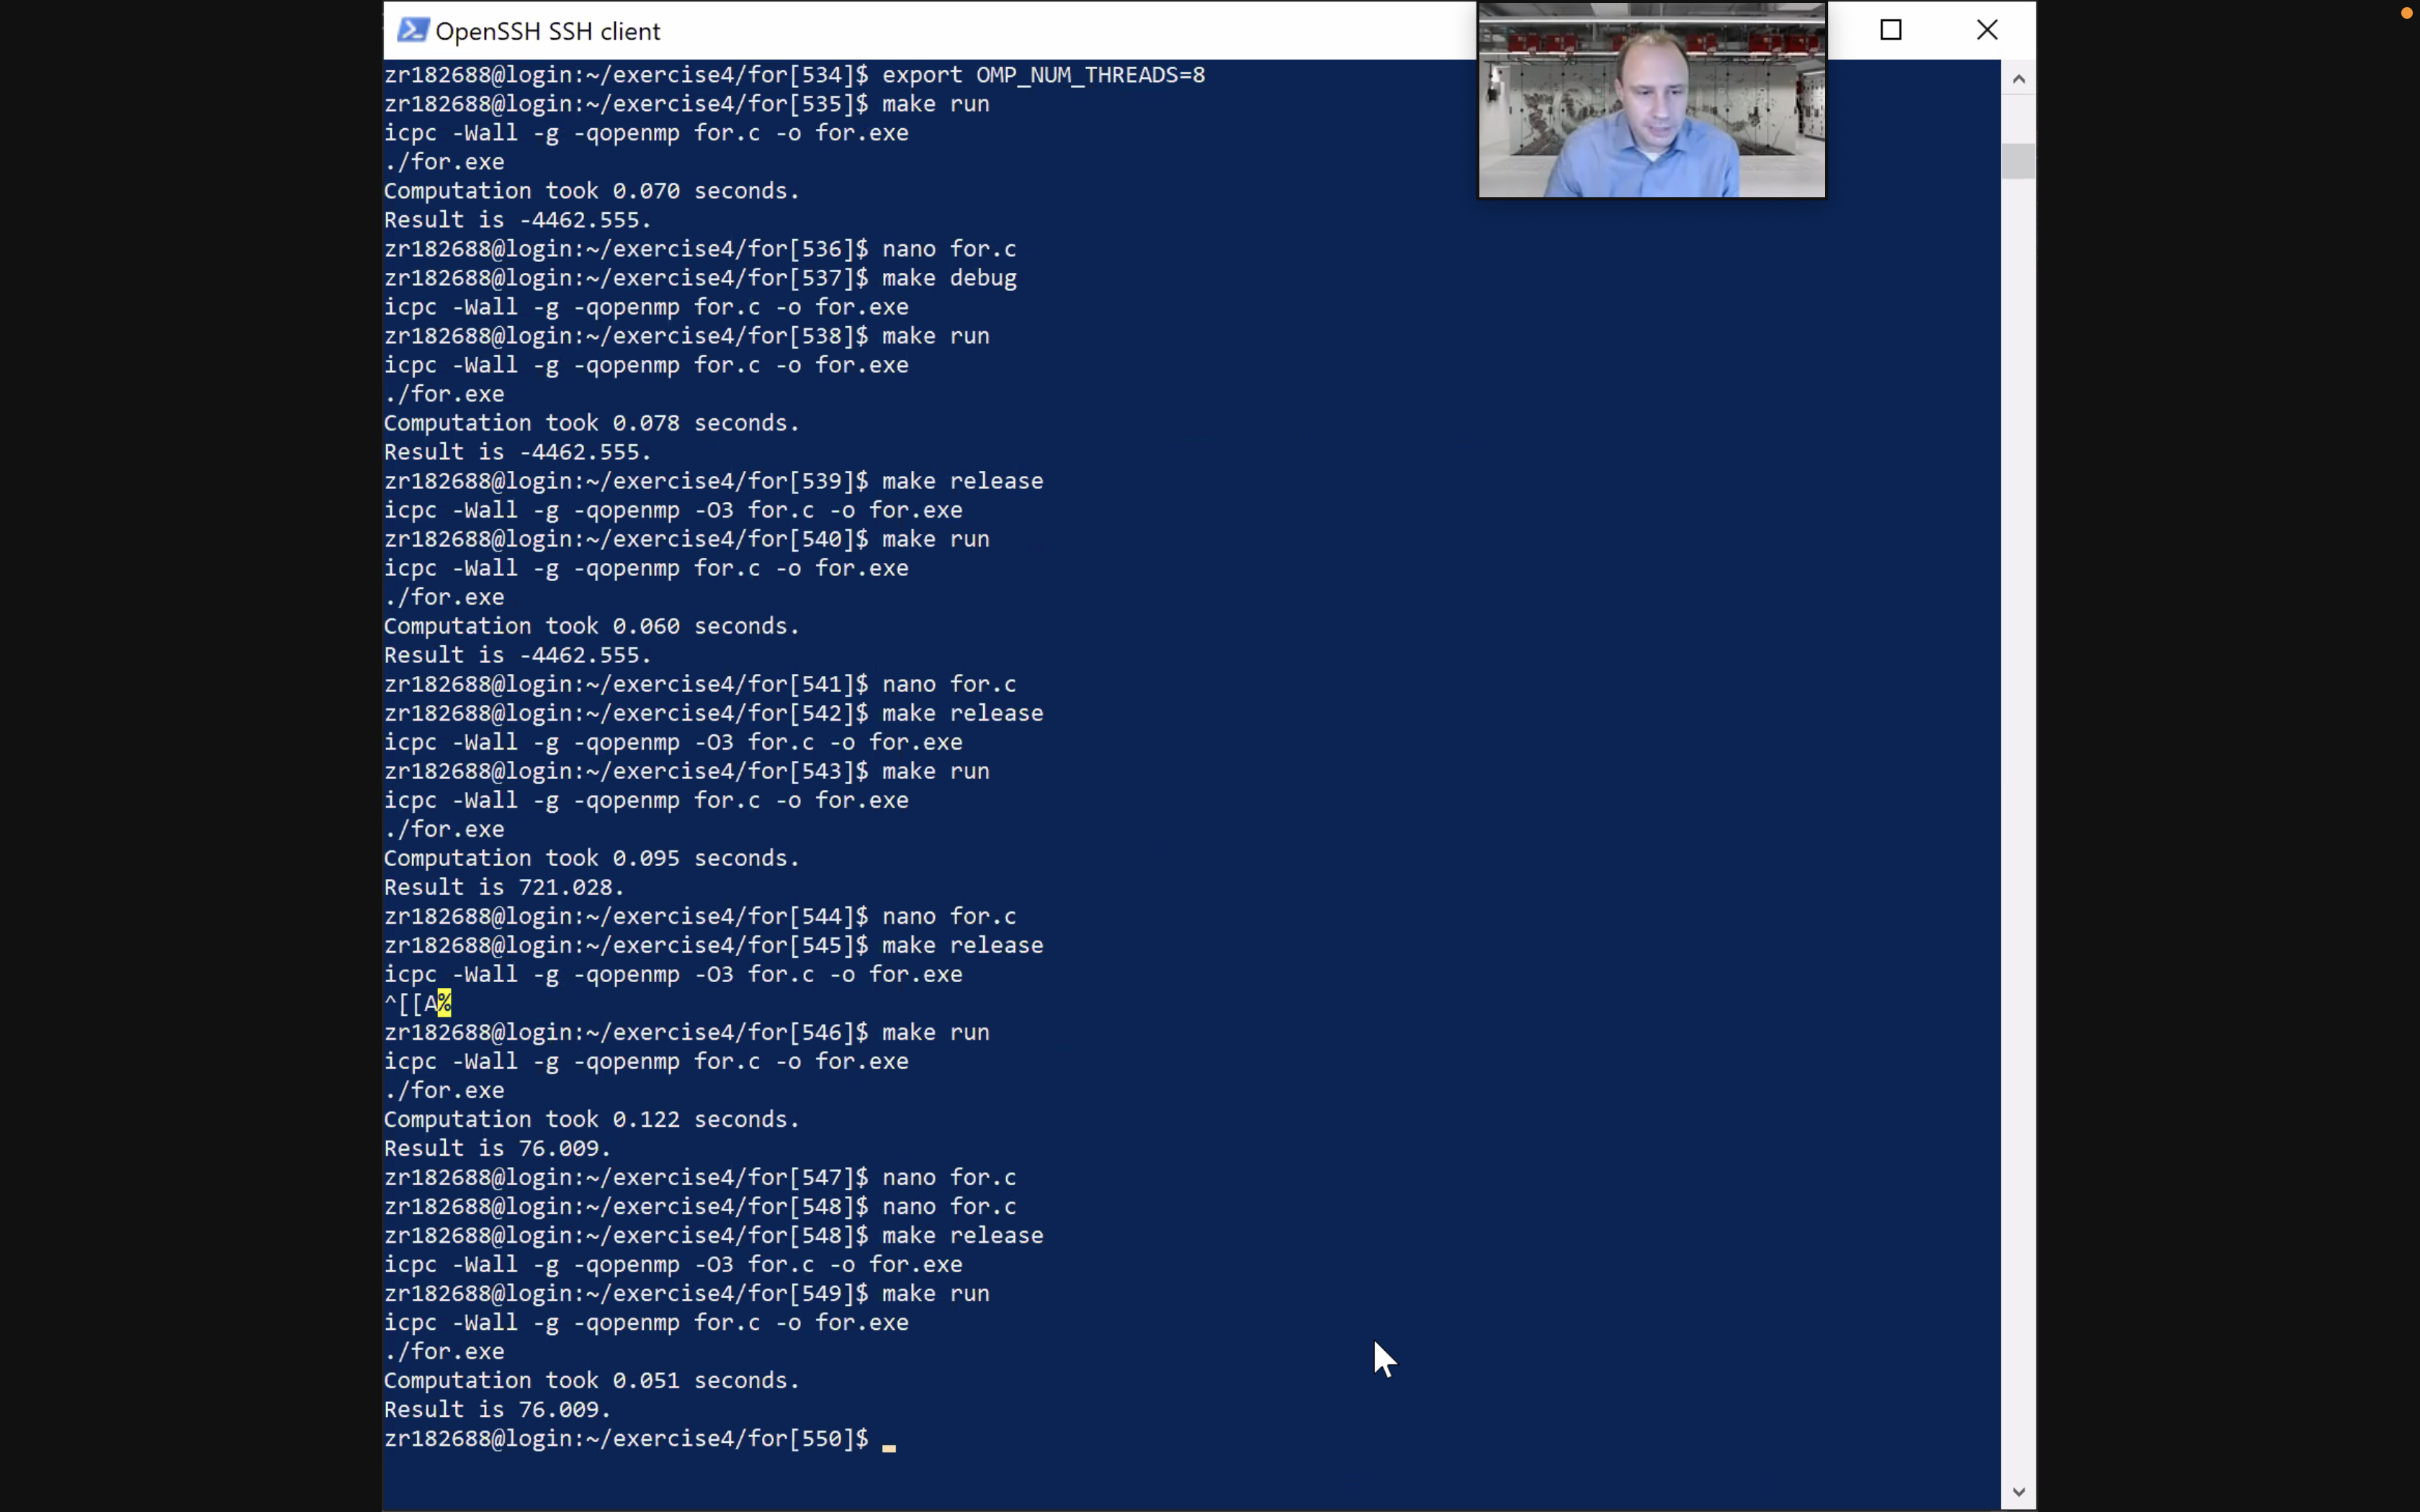 OpenSSH SSH client
zr182688@login:~/exercise4/for[534]$ export OMP_NUM_THREADS=8
zr182688@login:~/exercise4/for[535]$ make run
icpc -Wall -g -qopenmp for.c -o for.exe
./for.exe
Computation took 0.070 seconds.
Result is -4462.555.
zr182688@login:~/exercise4/for[536]$ nano for.c
zr182688@login:~/exercise4/for[537]$ make debug
icpc -Wall -g -qopenmp for.c -o for.exe
zr182688@login:~/exercise4/for[538]$ make run
icpc -Wall -g -qopenmp for.c -o for.exe
./for.exe
Computation took 0.078 seconds.
Result is -4462.555.
zr182688@login:~/exercise4/for[539]$ make release
icpc -Wall -g -qopenmp -O3 for.c -o for.exe
zr182688@login:~/exercise4/for[540]$ make run
icpc -Wall -g -qopenmp for.c -o for.exe
./for.exe
Computation took 0.060 seconds.
Result is -4462.555.
zr182688@login:~/exercise4/for[541]$ nano for.c
zr182688@login:~/exercise4/for[542]$ make release
icpc -Wall -g -qopenmp -O3 for.c -o for.exe
zr182688@login:~/exercise4/for[543]$ make run
icpc -Wall -g -qopenmp for.c -o for.exe
./for.exe
Computation took 0.095 seconds.
Result is 721.028.
zr182688@login:~/exercise4/for[544]$ nano for.c
zr182688@login:~/exercise4/for[545]$ make release
icpc -Wall -g -qopenmp -O3 for.c -o for.exe
^[[A%
zr182688@login:~/exercise4/for[546]$ make run
icpc -Wall -g -qopenmp for.c -o for.exe
./for.exe
Computation took 0.122 seconds.
Result is 76.009.
zr182688@login:~/exercise4/for[547]$ nano for.c
zr182688@login:~/exercise4/for[548]$ nano for.c
zr182688@login:~/exercise4/for[548]$ make release
icpc -Wall -g -qopenmp -O3 for.c -o for.exe
zr182688@login:~/exercise4/for[549]$ make run
icpc -Wall -g -qopenmp for.c -o for.exe
./for.exe
Computation took 0.051 seconds.
Result is 76.009.
zr182688@login:~/exercise4/for[550]$